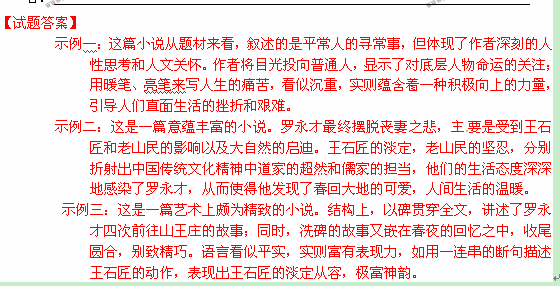 【试题答案】
示例一：这篇小说从题材来看，叙述的是平常人的寻常事，但体现了作者深刻的人
性思考和人文关怀。作者将目光投向普通人，显示了对底层人物命运的关注；
用暖笔、亮笔来写人生的痛苦，看似沉重，实则蕴含着一种积极向上的力量，
引导人们直面生活的挫折和艰难。
示例二：这是一篇意蕴丰富的小说。罗永才最终摆脱丧妻之悲，主.要是受到王石
匠和老山民的影响以及大自然的启迪。王石匠的淡定，老山民的坚忍，分别
折射出中国传统文化精神中道家的超然和儒家的担当，他们的生活态度深深
地感染了罗永才，从而使得他发现了春回大地的可爱，人间生活的温暖。
示例三：这是一篇艺术上颇为精致的小说。结构上，以碑贯穿全文，讲述了罗永
才四次前往山王庄的故事；同时，洗碑的故事又嵌在春夜的回忆之中，收尾
圆合，别致精巧。语言看似平实，实则富有表现力，如用一连串的断句描述
王石匠的动作，表现出王石匠的淡定从容，极富神韵。